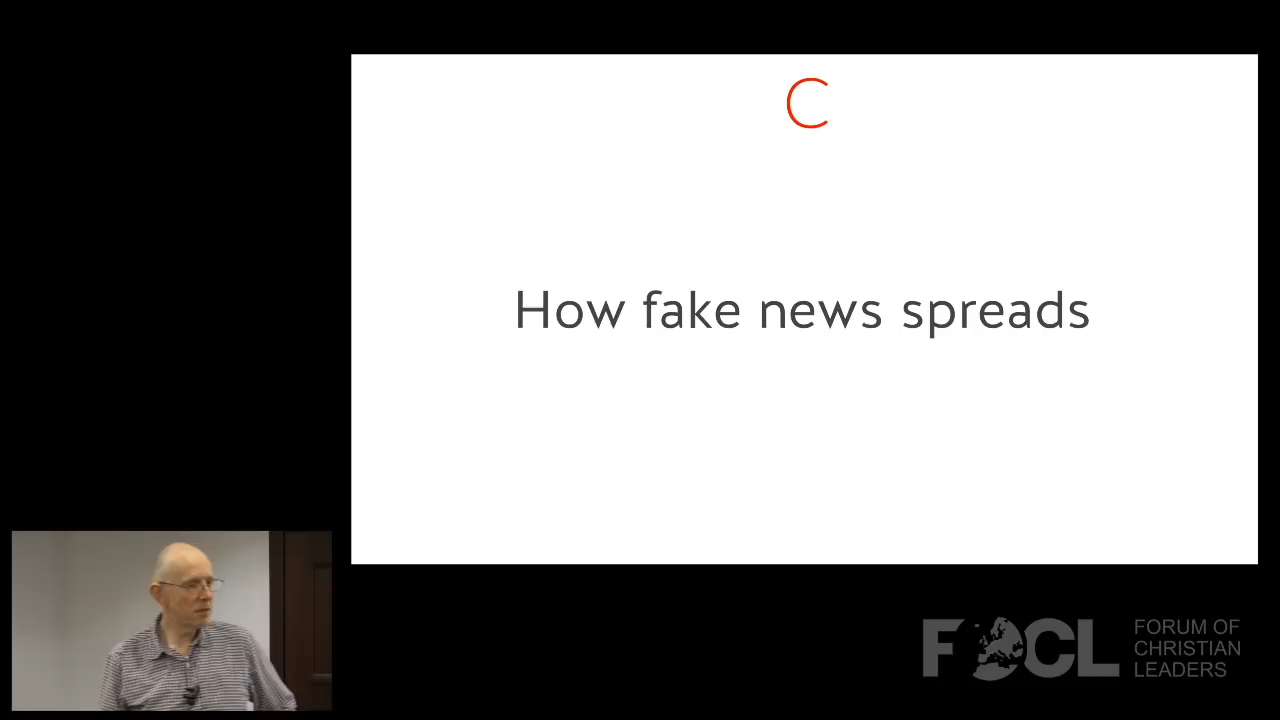 C
How fake news spreads
FOCL
FORUM OF
CHRISTIAN
LEADERS